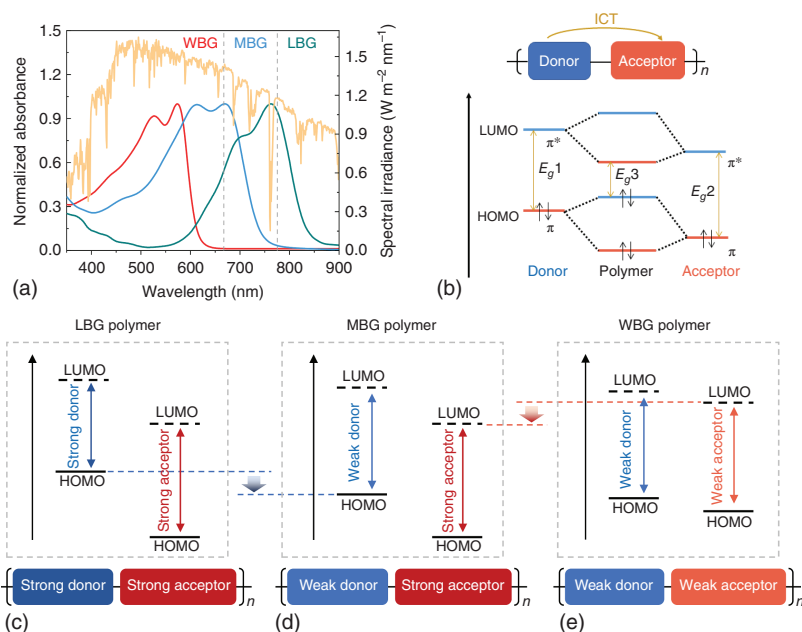 1.5
1.2
0.9
0.6
0.3
0.0
Normalized absorbance
WBG MBG LBG
1.5
1.2
0.9
0.6
0.3
0.0
Spectral irradiance (W m⁻² nm⁻¹)
400 500 600 700 800 900
Wavelength (nm)
(a)
ICT
Donor Acceptor n
LUMO π* π*
Eg1 Eg3 Eg2
HOMO π π
Donor Polymer Acceptor
(b)
LBG polymer
LUMO
Strong donor
HOMO
LUMO
Strong acceptor
HOMO
Strong donor Strong acceptor n
(c)
MBG polymer
LUMO
Weak donor
HOMO
LUMO
Strong acceptor
HOMO
Weak donor Strong acceptor n
(d)
WBG polymer
LUMO
Weak donor
HOMO
LUMO
Weak acceptor
HOMO
Weak donor Weak acceptor n
(e)